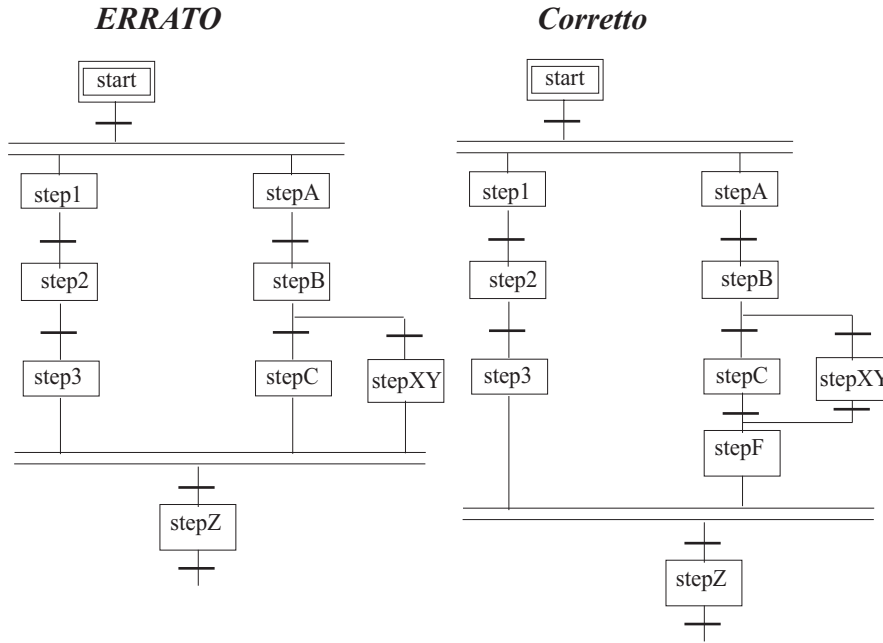 ERRATO
start
step1
stepA
step2
stepB
step3
stepC
stepXY
stepZ
Corretto
start
step1
stepA
step2
stepB
step3
stepC
stepXY
stepF
stepZ